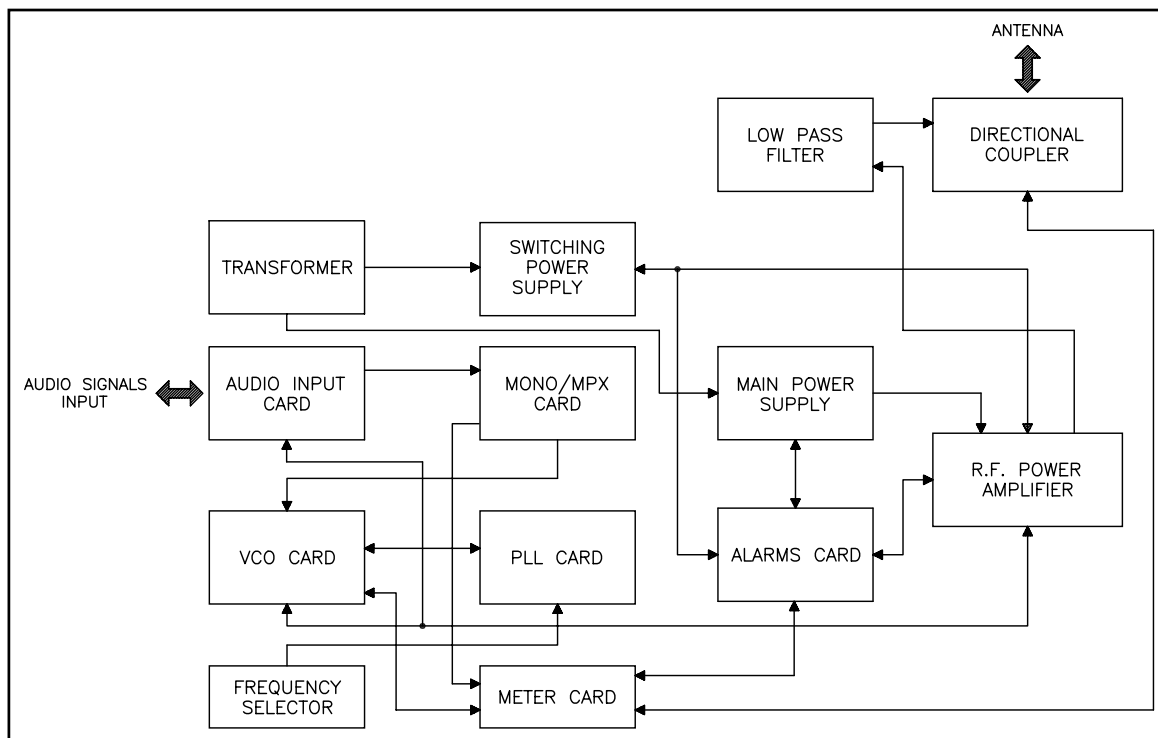 ANTENNA
LOW PASS
FILTER
DIRECTIONAL
COUPLER
TRANSFORMER
SWITCHING
POWER
SUPPLY
AUDIO SIGNALS
INPUT
AUDIO INPUT
CARD
MONO/MPX
CARD
MAIN POWER
SUPPLY
R.F. POWER
AMPLIFIER
VCO CARD
PLL CARD
ALARMS CARD
FREQUENCY
SELECTOR
METER CARD